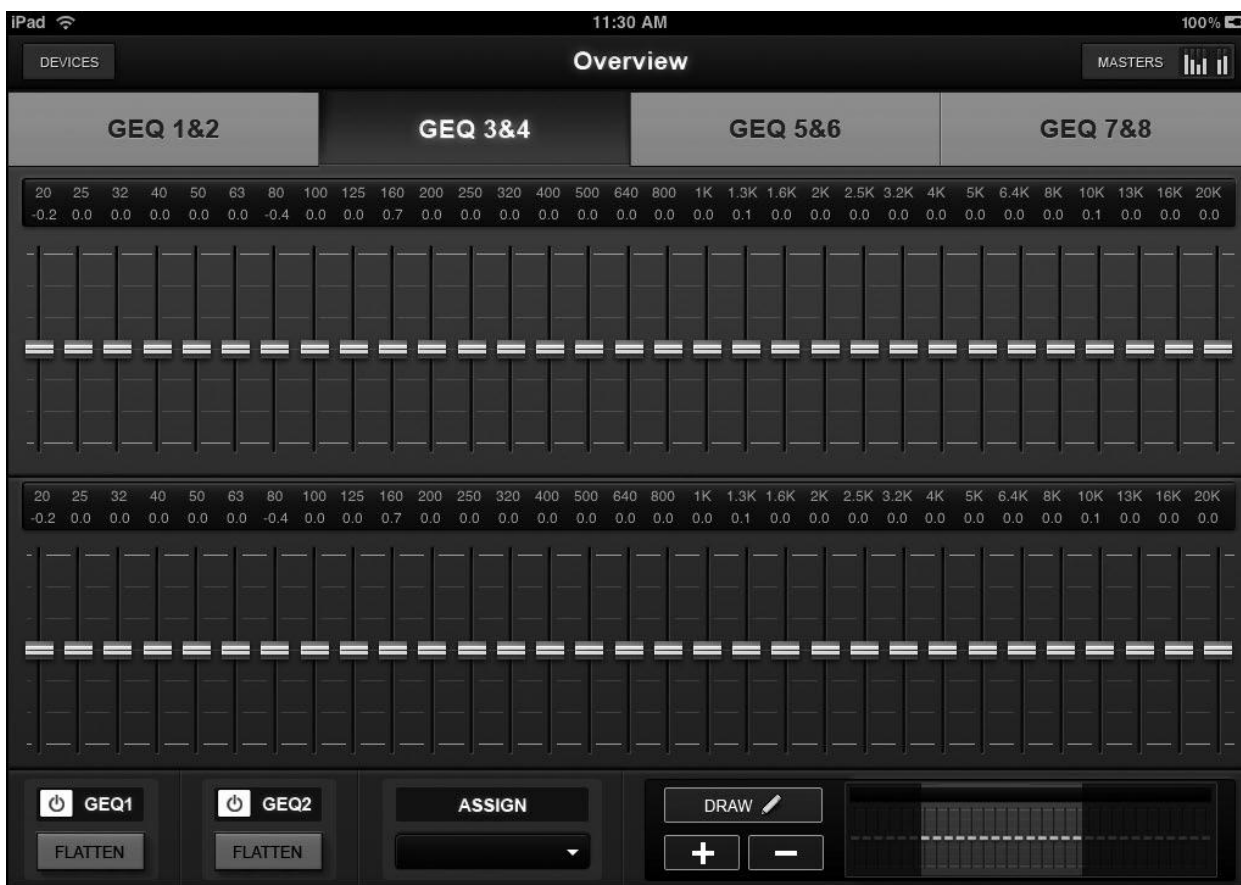 iPad 11:30 AM 100%
DEVICES Overview MASTERS
GEQ 1&2 GEQ 3&4 GEQ 5&6 GEQ 7&8
20 25 32 40 50 63 80 100 125 160 200 250 320 400 500 640 800 1K 1.3K 1.6K 2K 2.5K 3.2K 4K 5K 6.4K 8K 10K 13K 16K 20K
-0.2 0.0 0.0 0.0 0.0 0.0 -0.4 0.0 0.0 0.7 0.0 0.0 0.0 0.0 0.0 0.0 0.0 0.0 0.1 0.0 0.0 0.0 0.0 0.0 0.0 0.0 0.0 0.1 0.0 0.0 0.0
20 25 32 40 50 63 80 100 125 160 200 250 320 400 500 640 800 1K 1.3K 1.6K 2K 2.5K 3.2K 4K 5K 6.4K 8K 10K 13K 16K 20K
-0.2 0.0 0.0 0.0 0.0 0.0 -0.4 0.0 0.0 0.7 0.0 0.0 0.0 0.0 0.0 0.0 0.0 0.0 0.1 0.0 0.0 0.0 0.0 0.0 0.0 0.0 0.0 0.1 0.0 0.0 0.0
GEQ1 GEQ2 ASSIGN DRAW
FLATTEN FLATTEN + −